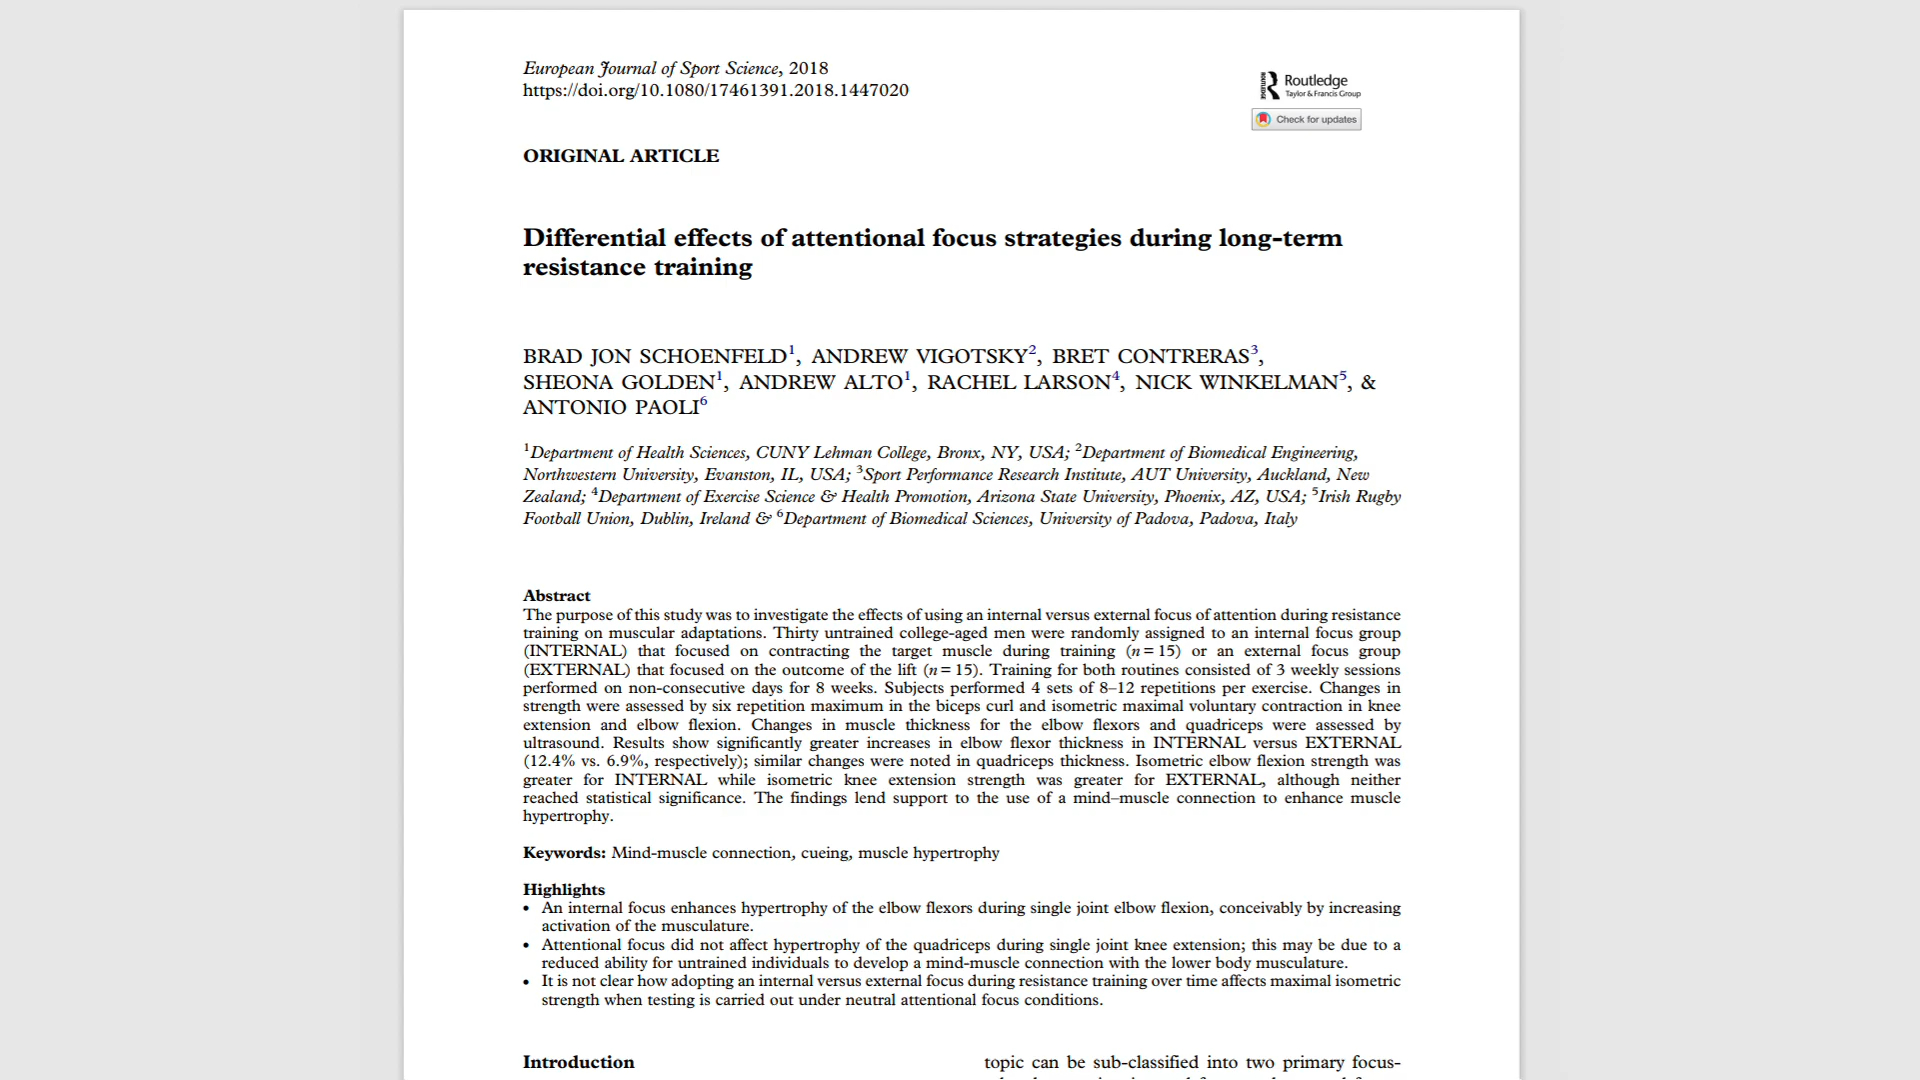 European Journal of Sport Science, 2018
https://doi.org/10.1080/17461391.2018.1447020
ROUTLEDGE
Routledge
Taylor & Francis Group
Check for updates
ORIGINAL ARTICLE
Differential effects of attentional focus strategies during long-term
resistance training
BRAD JON SCHOENFELD1, ANDREW VIGOTSKY2, BRET CONTRERAS3,
SHEONA GOLDEN1, ANDREW ALTO1, RACHEL LARSON4, NICK WINKELMAN5, &
ANTONIO PAOLI6
1Department of Health Sciences, CUNY Lehman College, Bronx, NY, USA; 2Department of Biomedical Engineering,
Northwestern University, Evanston, IL, USA; 3Sport Performance Research Institute, AUT University, Auckland, New
Zealand; 4Department of Exercise Science & Health Promotion, Arizona State University, Phoenix, AZ, USA; 5Irish Rugby
Football Union, Dublin, Ireland & 6Department of Biomedical Sciences, University of Padova, Padova, Italy
Abstract
The purpose of this study was to investigate the effects of using an internal versus external focus of attention during resistance
training on muscular adaptations. Thirty untrained college-aged men were randomly assigned to an internal focus group
(INTERNAL) that focused on contracting the target muscle during training (n = 15) or an external focus group
(EXTERNAL) that focused on the outcome of the lift (n = 15). Training for both routines consisted of 3 weekly sessions
performed on non-consecutive days for 8 weeks. Subjects performed 4 sets of 8–12 repetitions per exercise. Changes in
strength were assessed by six repetition maximum in the biceps curl and isometric maximal voluntary contraction in knee
extension and elbow flexion. Changes in muscle thickness for the elbow flexors and quadriceps were assessed by
ultrasound. Results show significantly greater increases in elbow flexor thickness in INTERNAL versus EXTERNAL
(12.4% vs. 6.9%, respectively); similar changes were noted in quadriceps thickness. Isometric elbow flexion strength was
greater for INTERNAL while isometric knee extension strength was greater for EXTERNAL, although neither
reached statistical significance. The findings lend support to the use of a mind–muscle connection to enhance muscle
hypertrophy.
Keywords: Mind-muscle connection, cueing, muscle hypertrophy
Highlights
• An internal focus enhances hypertrophy of the elbow flexors during single joint elbow flexion, conceivably by increasing
activation of the musculature.
• Attentional focus did not affect hypertrophy of the quadriceps during single joint knee extension; this may be due to a
reduced ability for untrained individuals to develop a mind-muscle connection with the lower body musculature.
• It is not clear how adopting an internal versus external focus during resistance training over time affects maximal isometric
strength when testing is carried out under neutral attentional focus conditions.
Introduction
topic can be sub-classified into two primary focus-